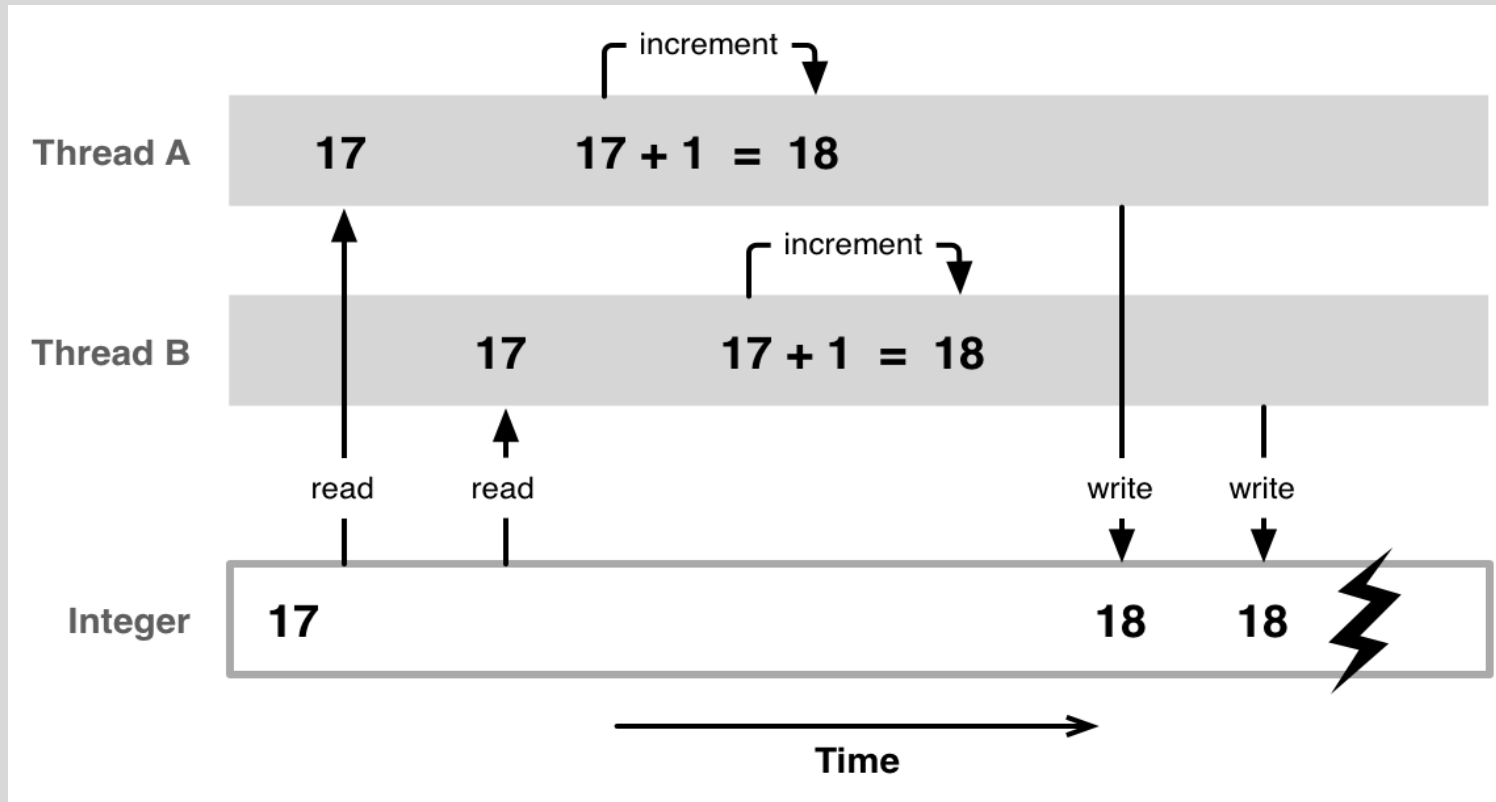 increment
Thread A 17 17 + 1 = 18
increment
Thread B 17 17 + 1 = 18
read read write write
Integer 17 18 18
Time